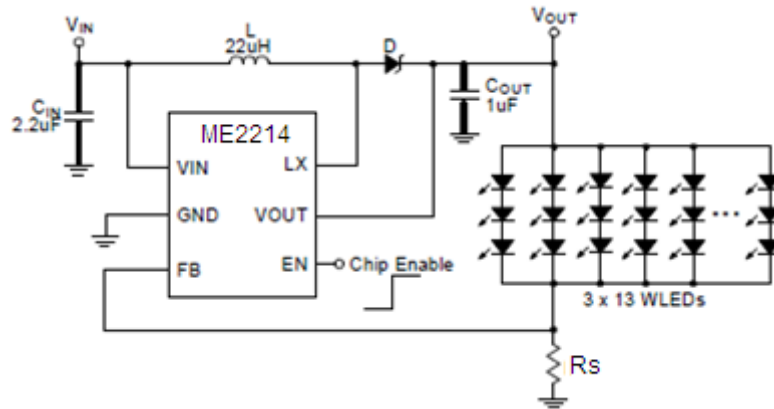 VIN
L
22uH
D
VOUT
CIN
2.2uF
COUT
1uF
ME2214
VIN
LX
GND
VOUT
FB
EN
Chip Enable
3 x 13 WLEDs
Rs